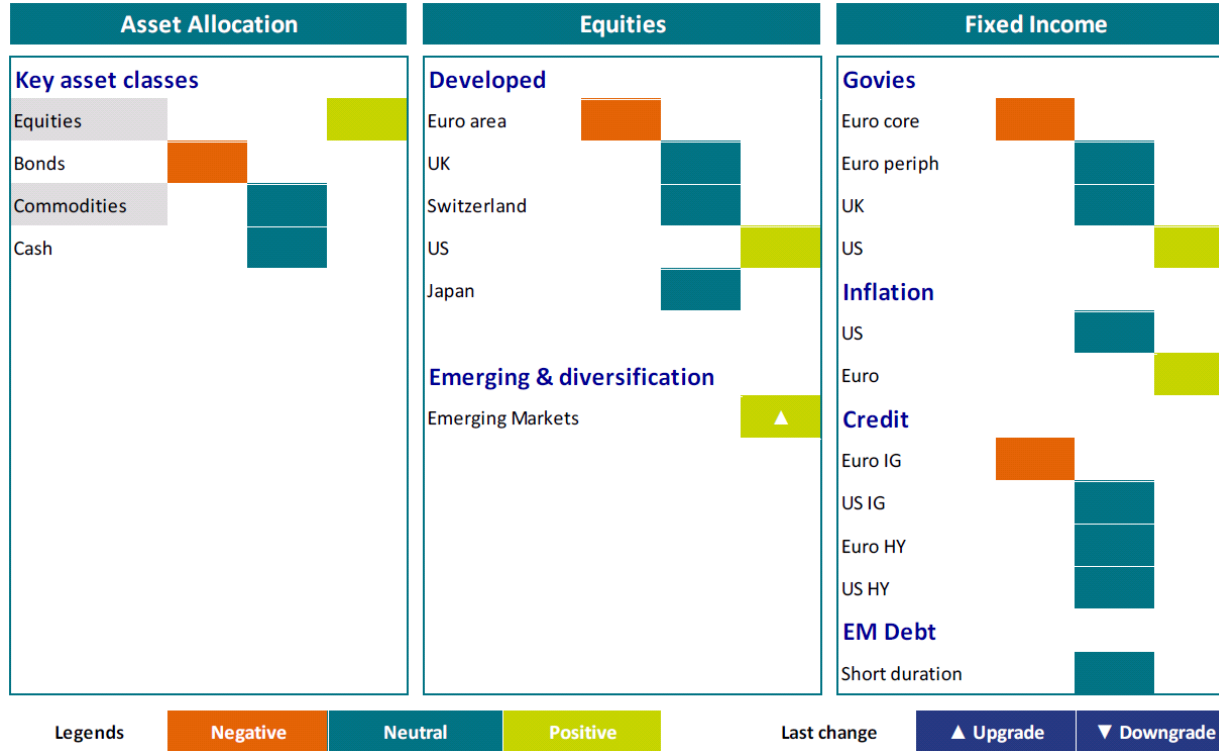 Asset Allocation
Key asset classes
Equities
Bonds
Commodities
Cash
Equities
Developed
Euro area
UK
Switzerland
US
Japan
Emerging & diversification
Emerging Markets ▲
Fixed Income
Govies
Euro core
Euro periph
UK
US
Inflation
US
Euro
Credit
Euro IG
US IG
Euro HY
US HY
EM Debt
Short duration
Legends Negative Neutral Positive Last change ▲ Upgrade ▼ Downgrade